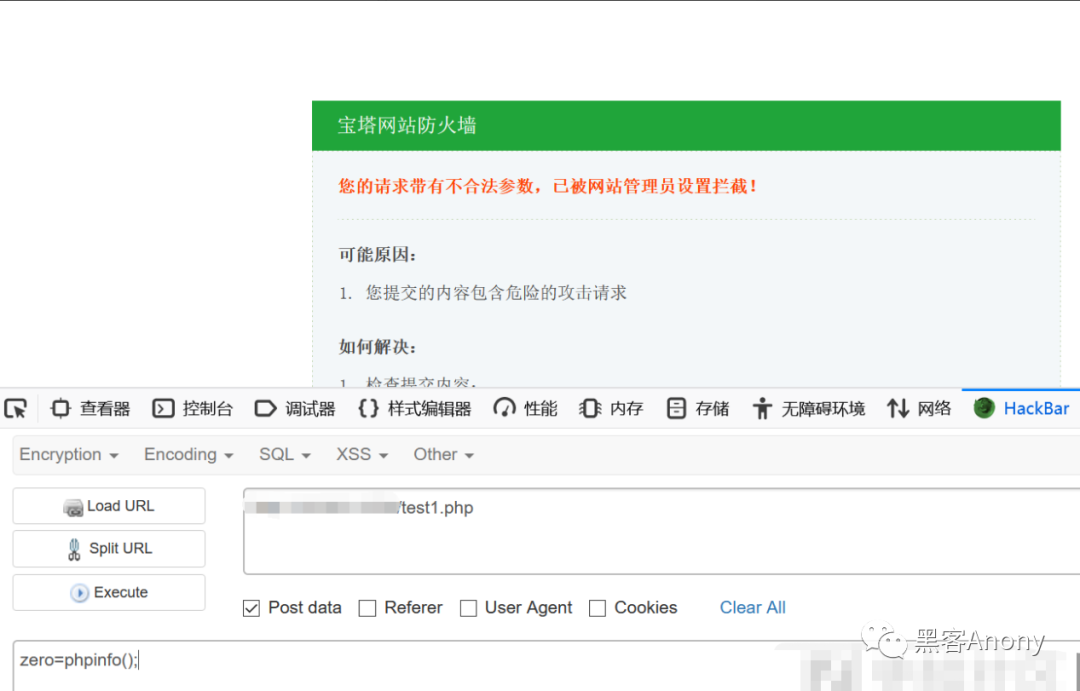 宝塔网站防火墙
您的请求带有不合法参数，已被网站管理员设置拦截！
可能原因：
1. 您提交的内容包含危险的攻击请求
如何解决：
1. 检查提交内容；
查看器 控制台 调试器 样式编辑器 性能 内存 存储 无障碍环境 网络 HackBar
Encryption Encoding SQL XSS Other
Load URL
/test1.php
Split URL
Execute
Post data Referer User Agent Cookies Clear All
黑客Anony
zero=phpinfo();